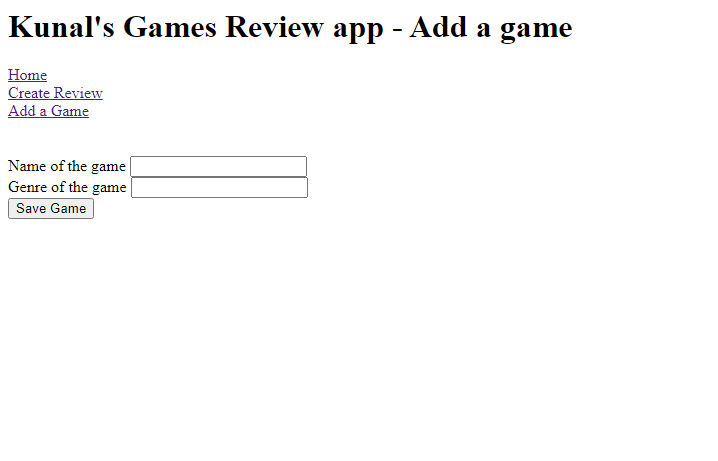 Kunal's Games Review app - Add a game
Home
Create Review
Add a Game
Name of the game
Genre of the game
Save Game